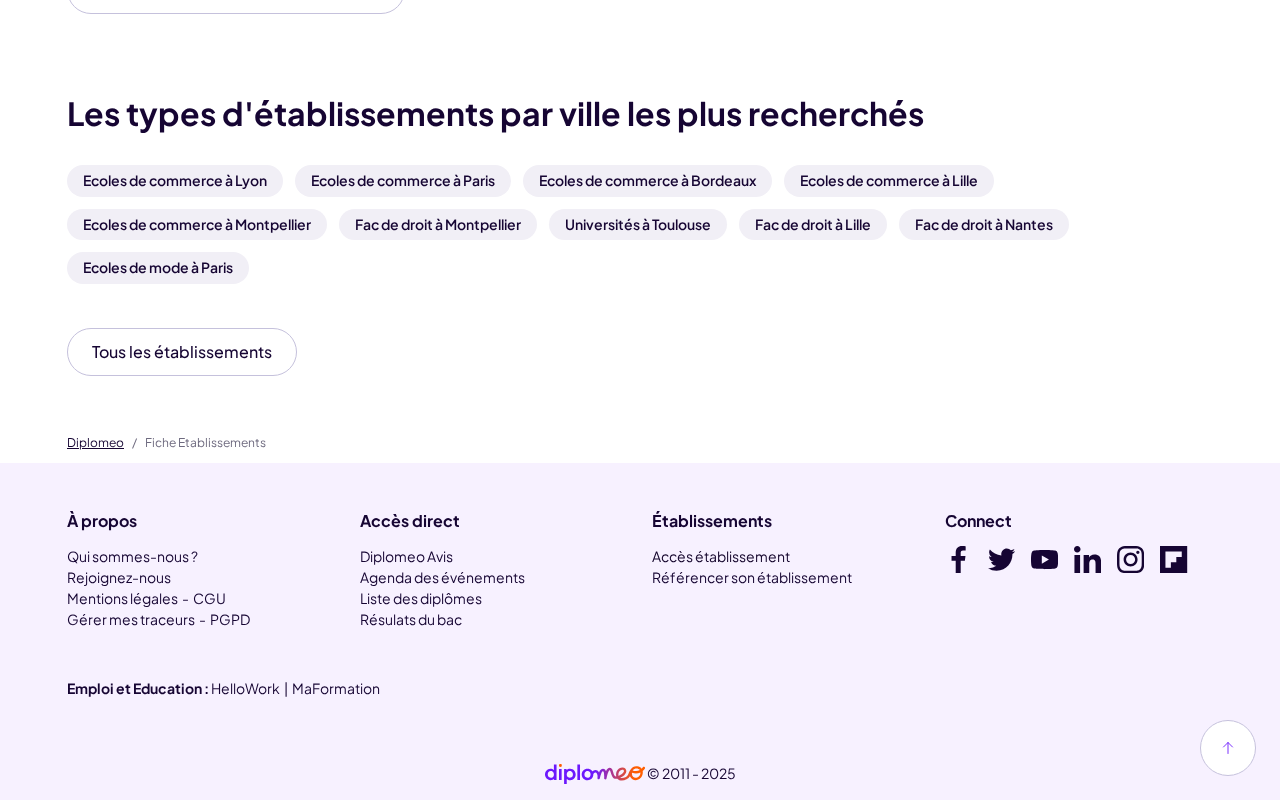 Les types d'établissements par ville les plus recherchés
Ecoles de commerce à Lyon
Ecoles de commerce à Paris
Ecoles de commerce à Bordeaux
Ecoles de commerce à Lille
Ecoles de commerce à Montpellier
Fac de droit à Montpellier
Universités à Toulouse
Fac de droit à Lille
Fac de droit à Nantes
Ecoles de mode à Paris
Tous les établissements
Diplomeo / Fiche Etablissements
À propos
Qui sommes-nous ?
Rejoignez-nous
Mentions légales - CGU
Gérer mes traceurs - PGPD
Accès direct
Diplomeo Avis
Agenda des événements
Liste des diplômes
Résulats du bac
Établissements
Accès établissement
Référencer son établissement
Connect
Emploi et Education : HelloWork | MaFormation
diplomeo © 2011 - 2025